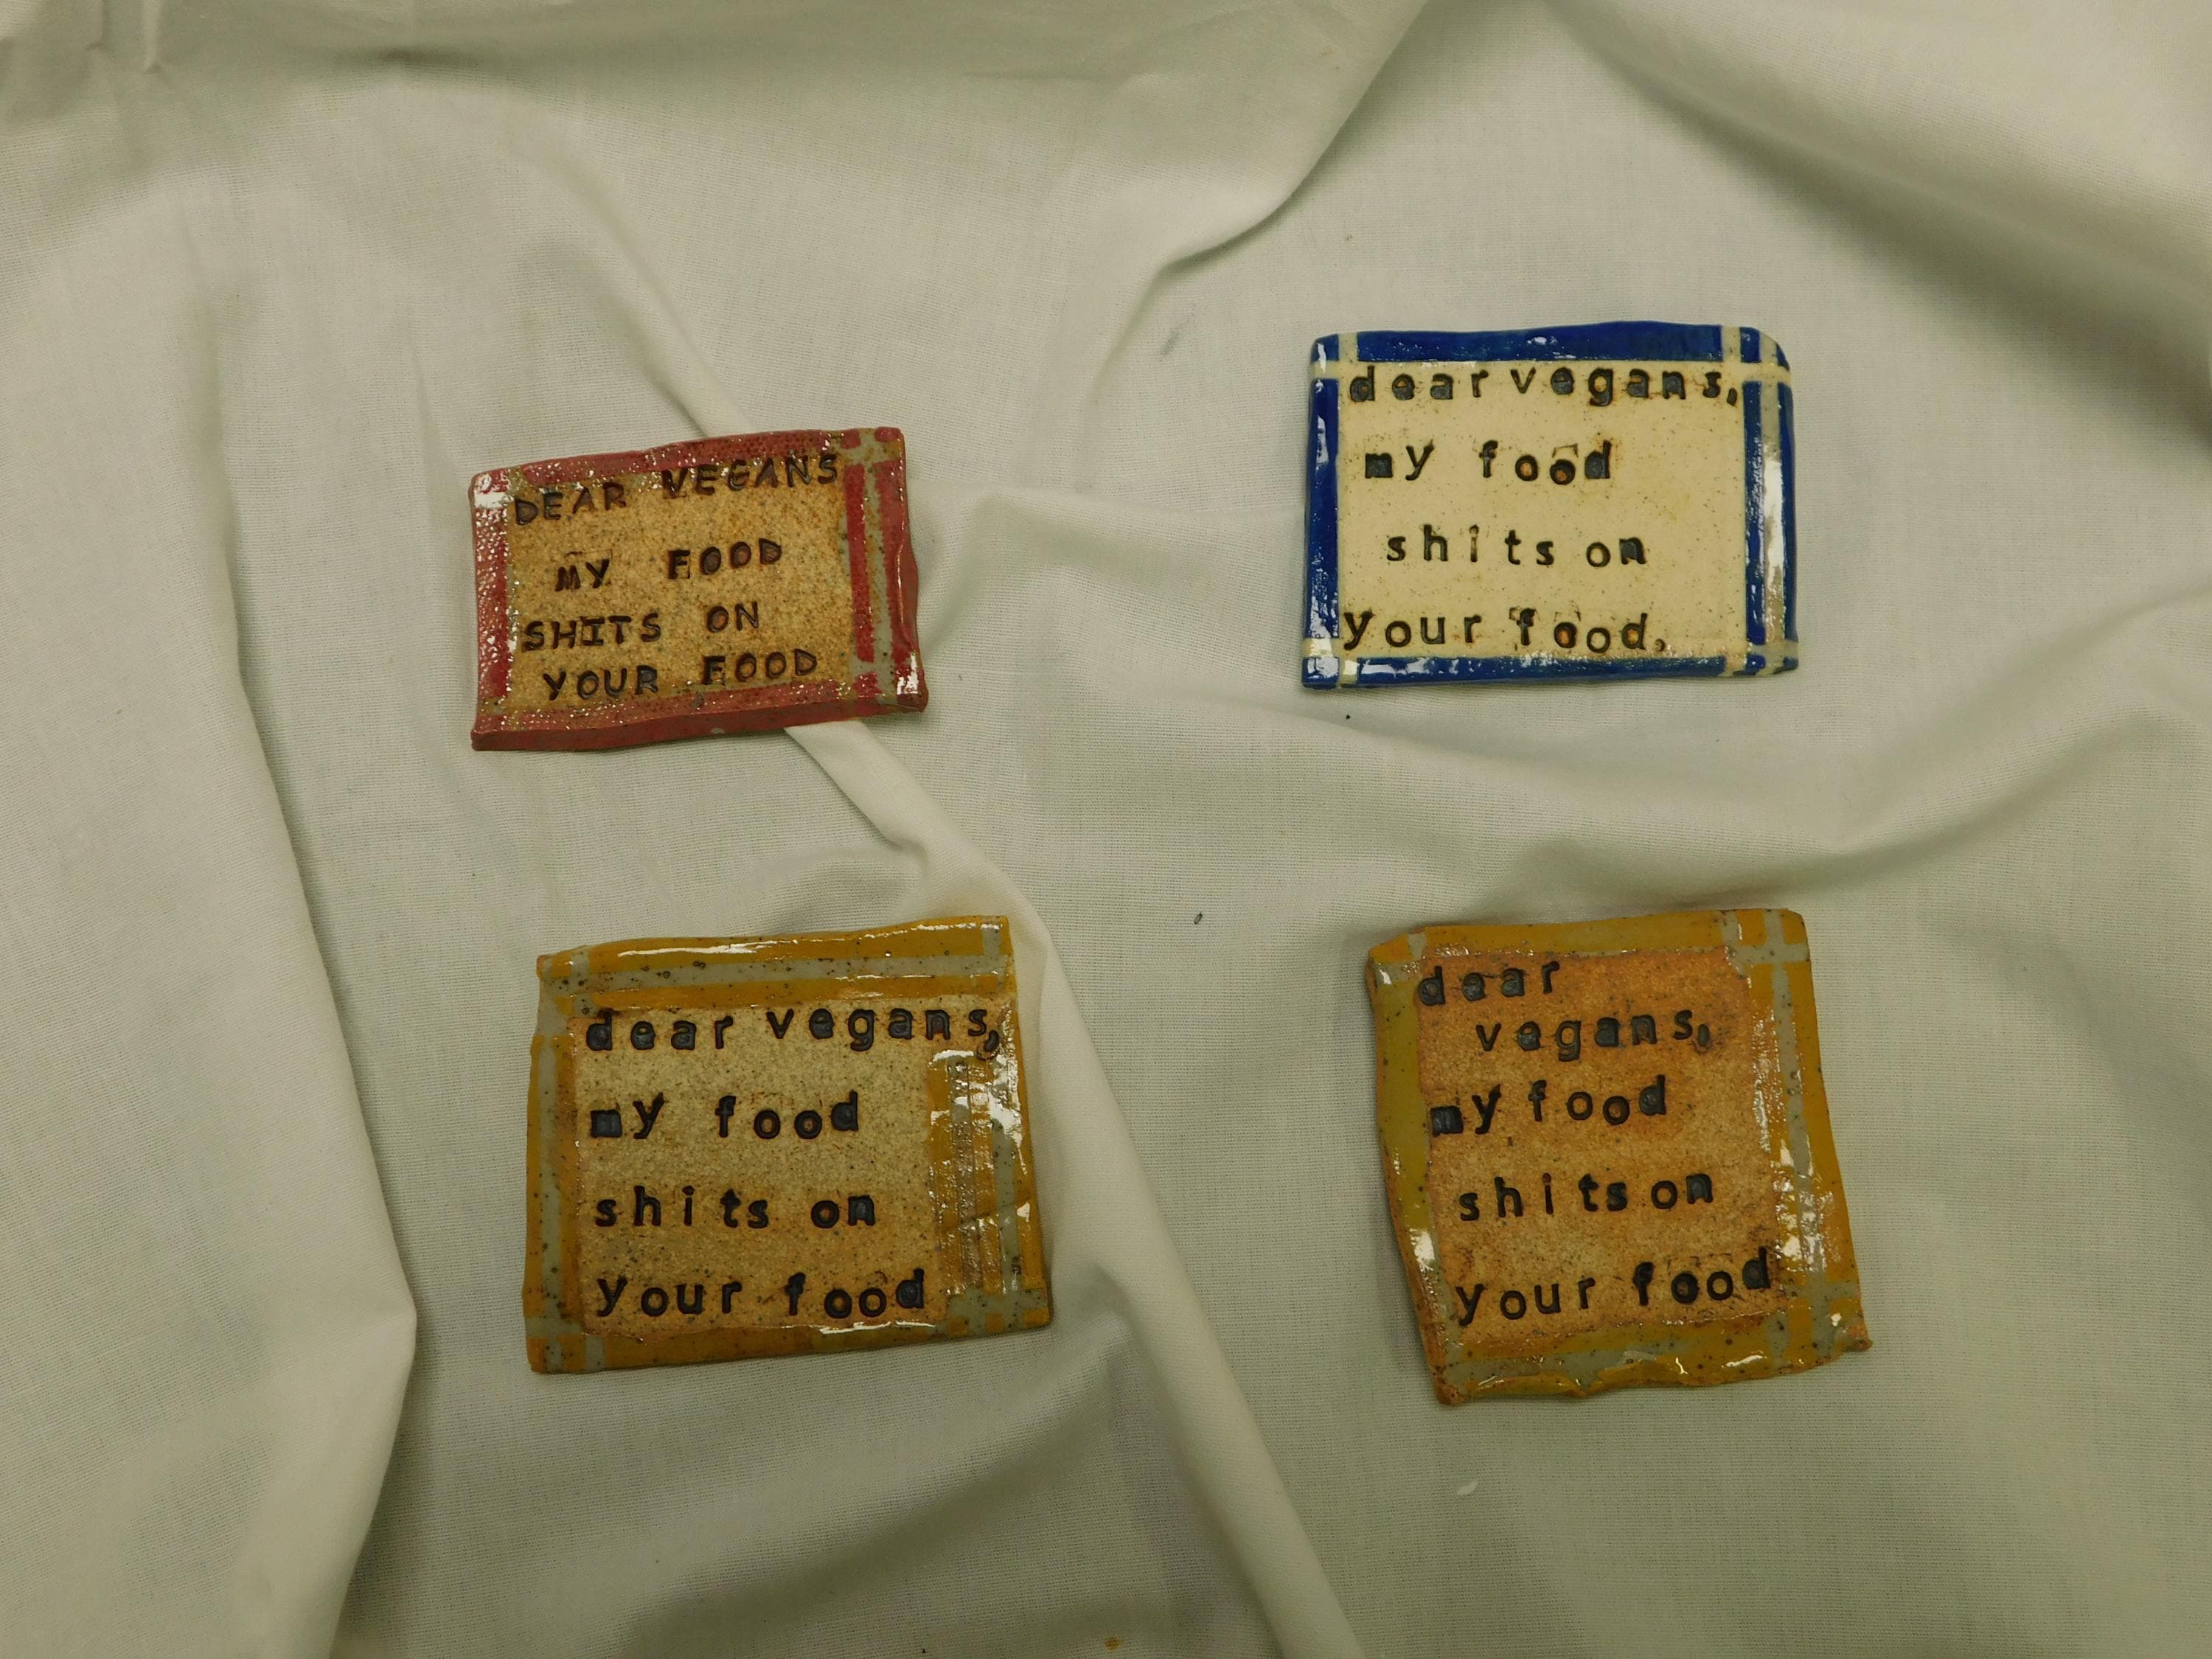 DEAR VEGANS
MY FOOD
SHITS ON
YOUR FOOD
dear vegans,
my food
shits on
your food.
dear vegans,
my food
shits on
your food
dear
vegans,
my food
shits on
your food